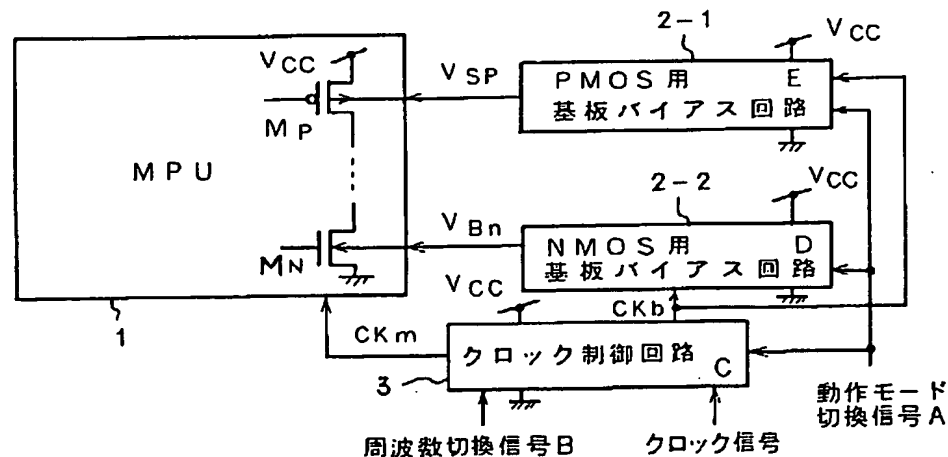 2-1
VCC
VCC
VSP
PMOS用 E
基板バイアス回路
MP
MPU
2-2
VCC
VBn
NMOS用 D
基板バイアス回路
MN
VCC
CKb
1
CKm
クロック制御回路
C
3
動作モード
切換信号A
周波数切換信号B
クロック信号